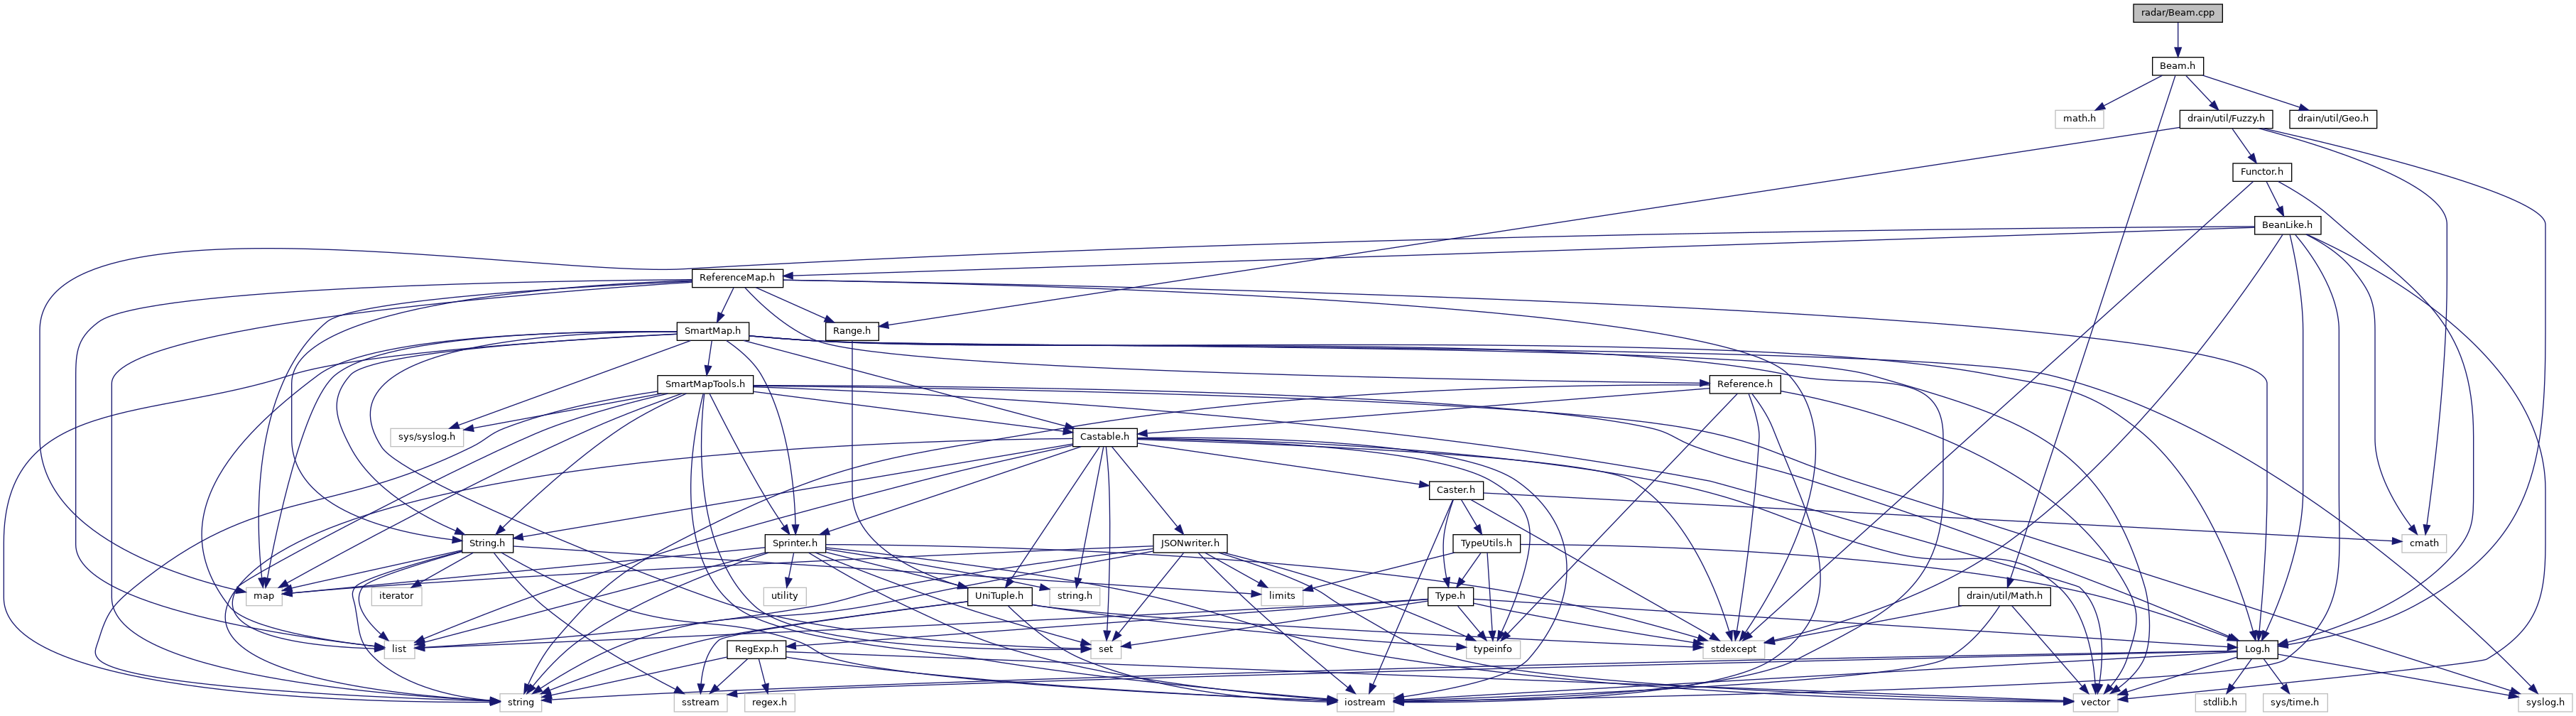 radar/Beam.cpp
Beam.h
math.h
drain/util/Fuzzy.h
drain/util/Geo.h
Functor.h
BeanLike.h
ReferenceMap.h
SmartMap.h
Range.h
SmartMapTools.h
Reference.h
sys/syslog.h
Castable.h
Caster.h
String.h
Sprinter.h
JSONwriter.h
TypeUtils.h
cmath
map
iterator
utility
UniTuple.h
string.h
limits
Type.h
drain/util/Math.h
list
RegExp.h
set
typeinfo
stdexcept
Log.h
string
sstream
regex.h
iostream
vector
stdlib.h
sys/time.h
syslog.h